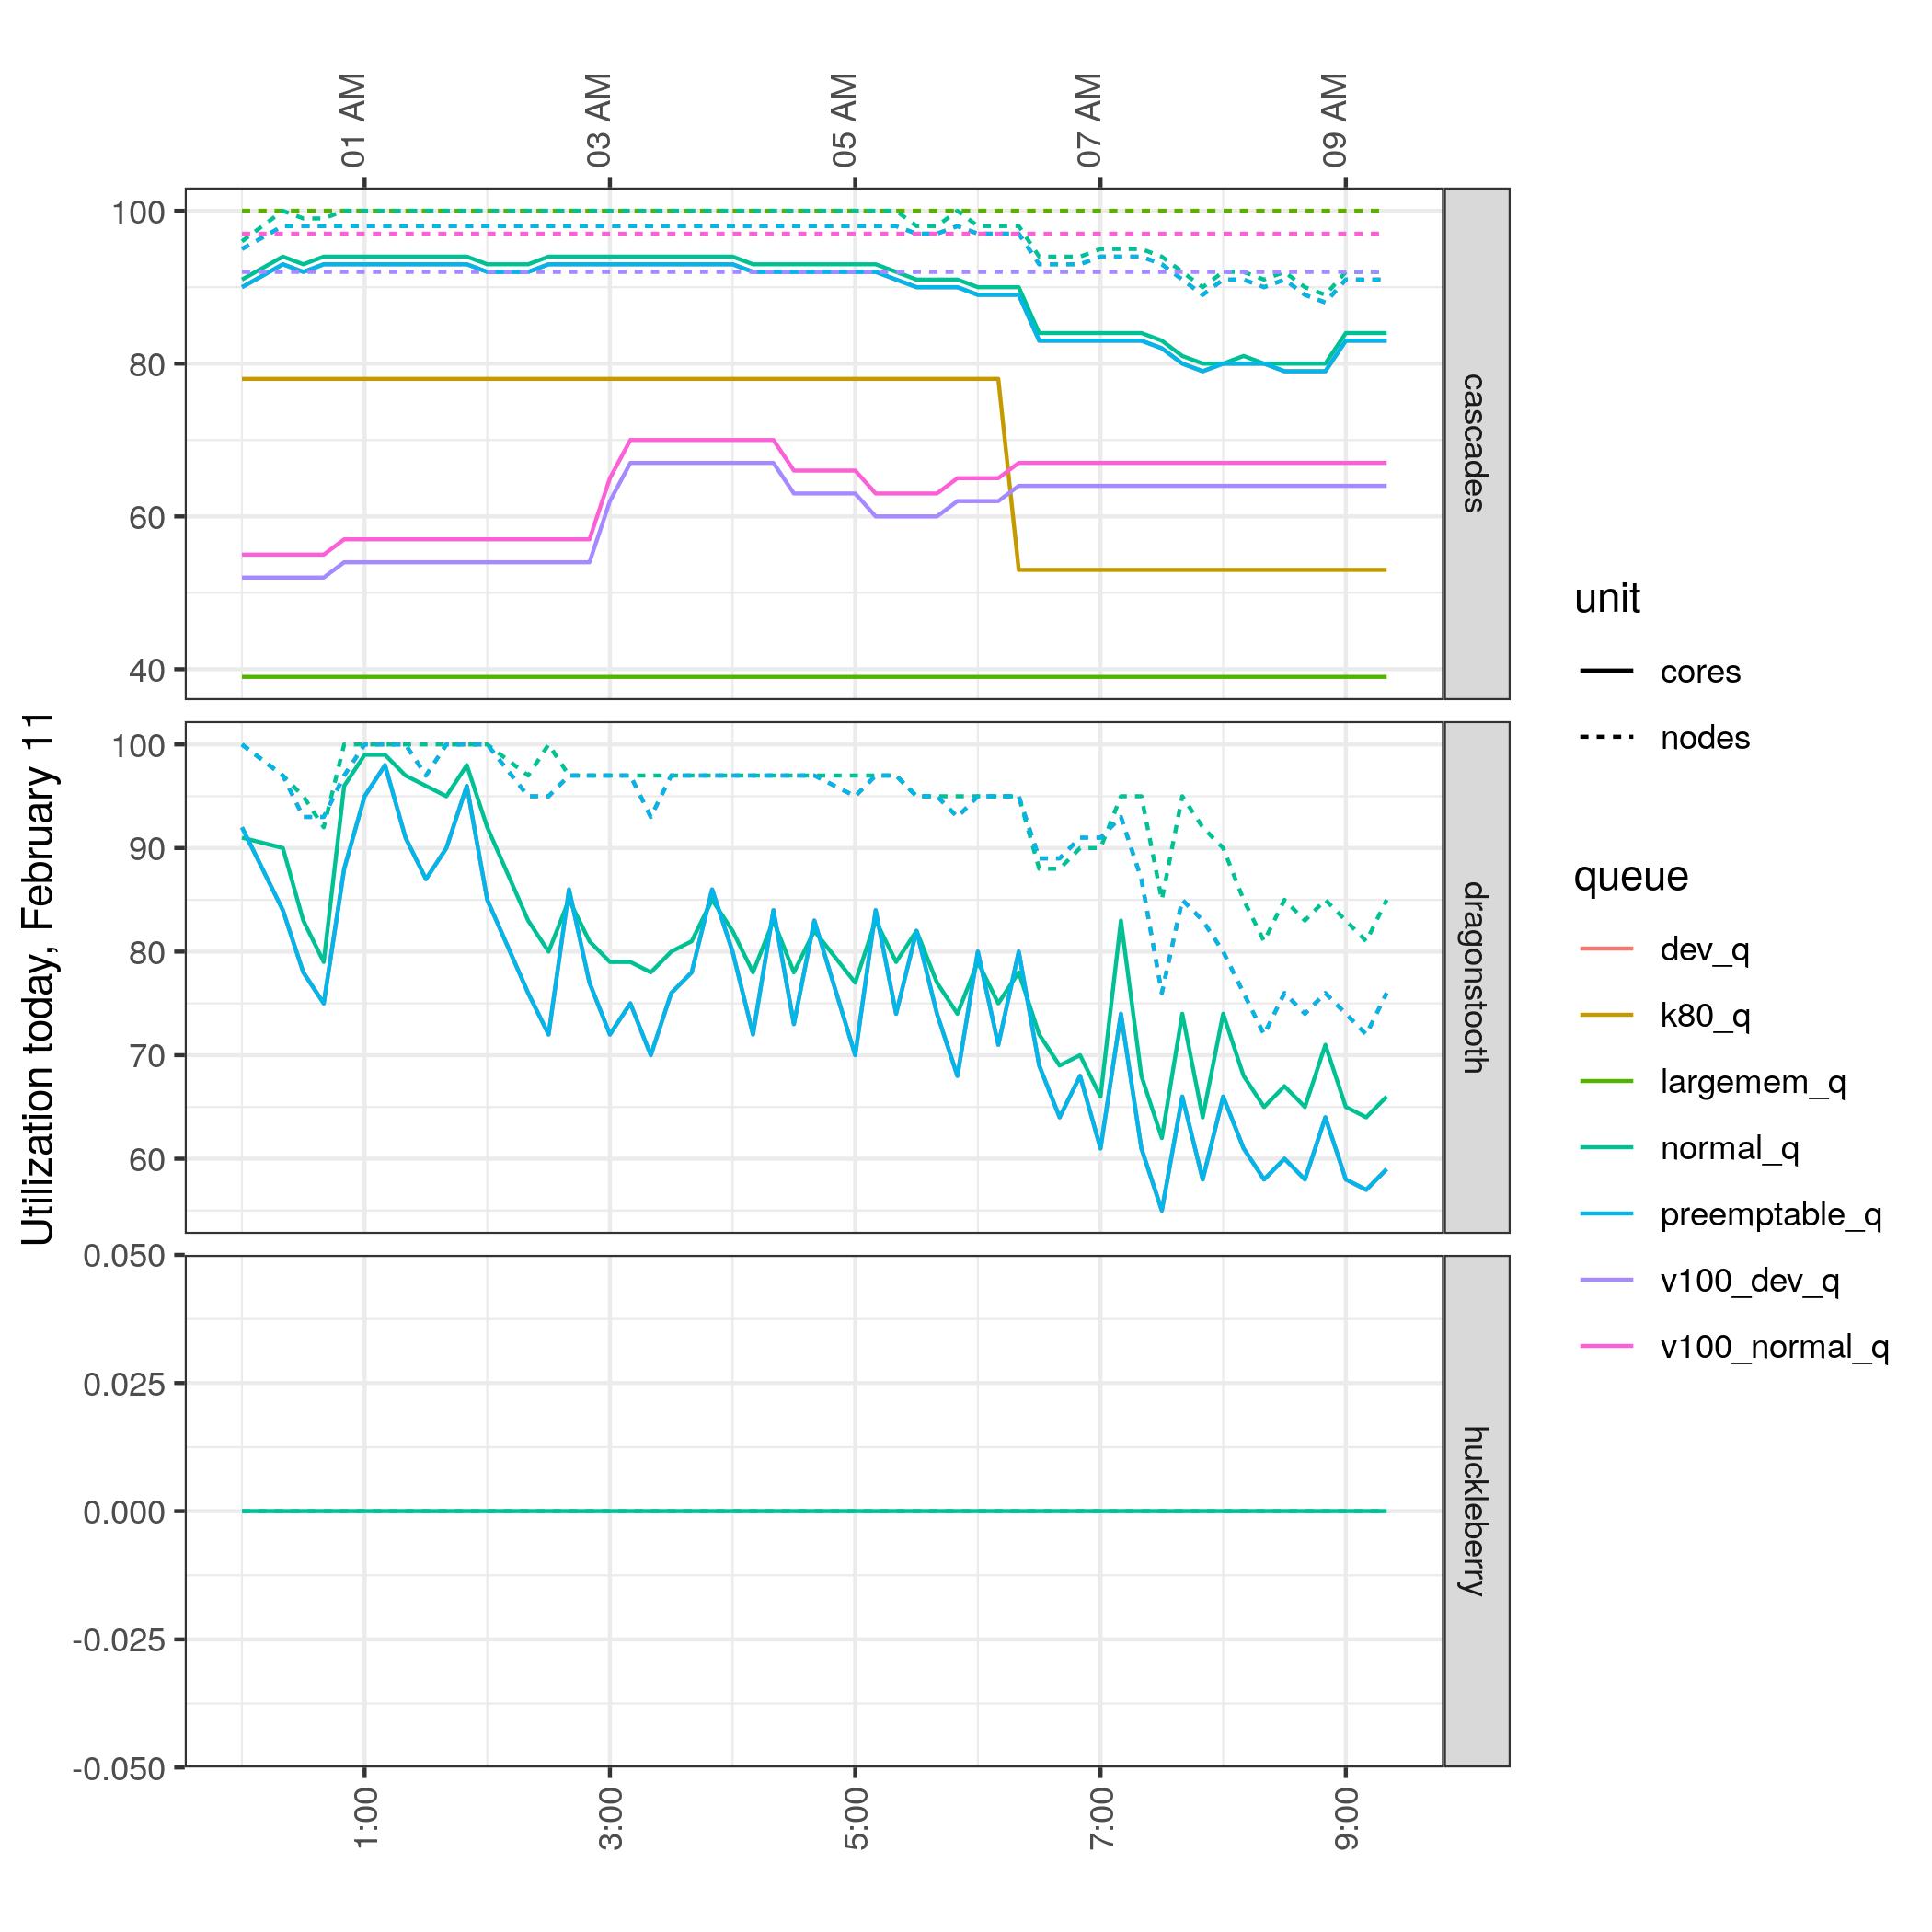 01 AM
03 AM
05 AM
07 AM
09 AM
100
80
60
40
cascades
100
90
80
70
60
dragonstooth
0.050
0.025
0.000
-0.025
-0.050
huckleberry
1:00
3:00
5:00
7:00
9:00
Utilization today, February 11
unit
cores
nodes
queue
dev_q
k80_q
largemem_q
normal_q
preemptable_q
v100_dev_q
v100_normal_q